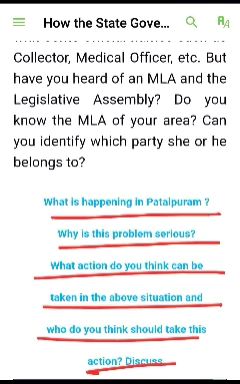 How the State Gove...
Collector, Medical Officer, etc. But
have you heard of an MLA and the
Legislative Assembly? Do you
know the MLA of your area? Can
you identify which party she or he
belongs to?
What is happening in Patalpuram ?
Why is this problem serious?
What action do you think can be
taken in the above situation and
who do you think should take this
action? Discuss.